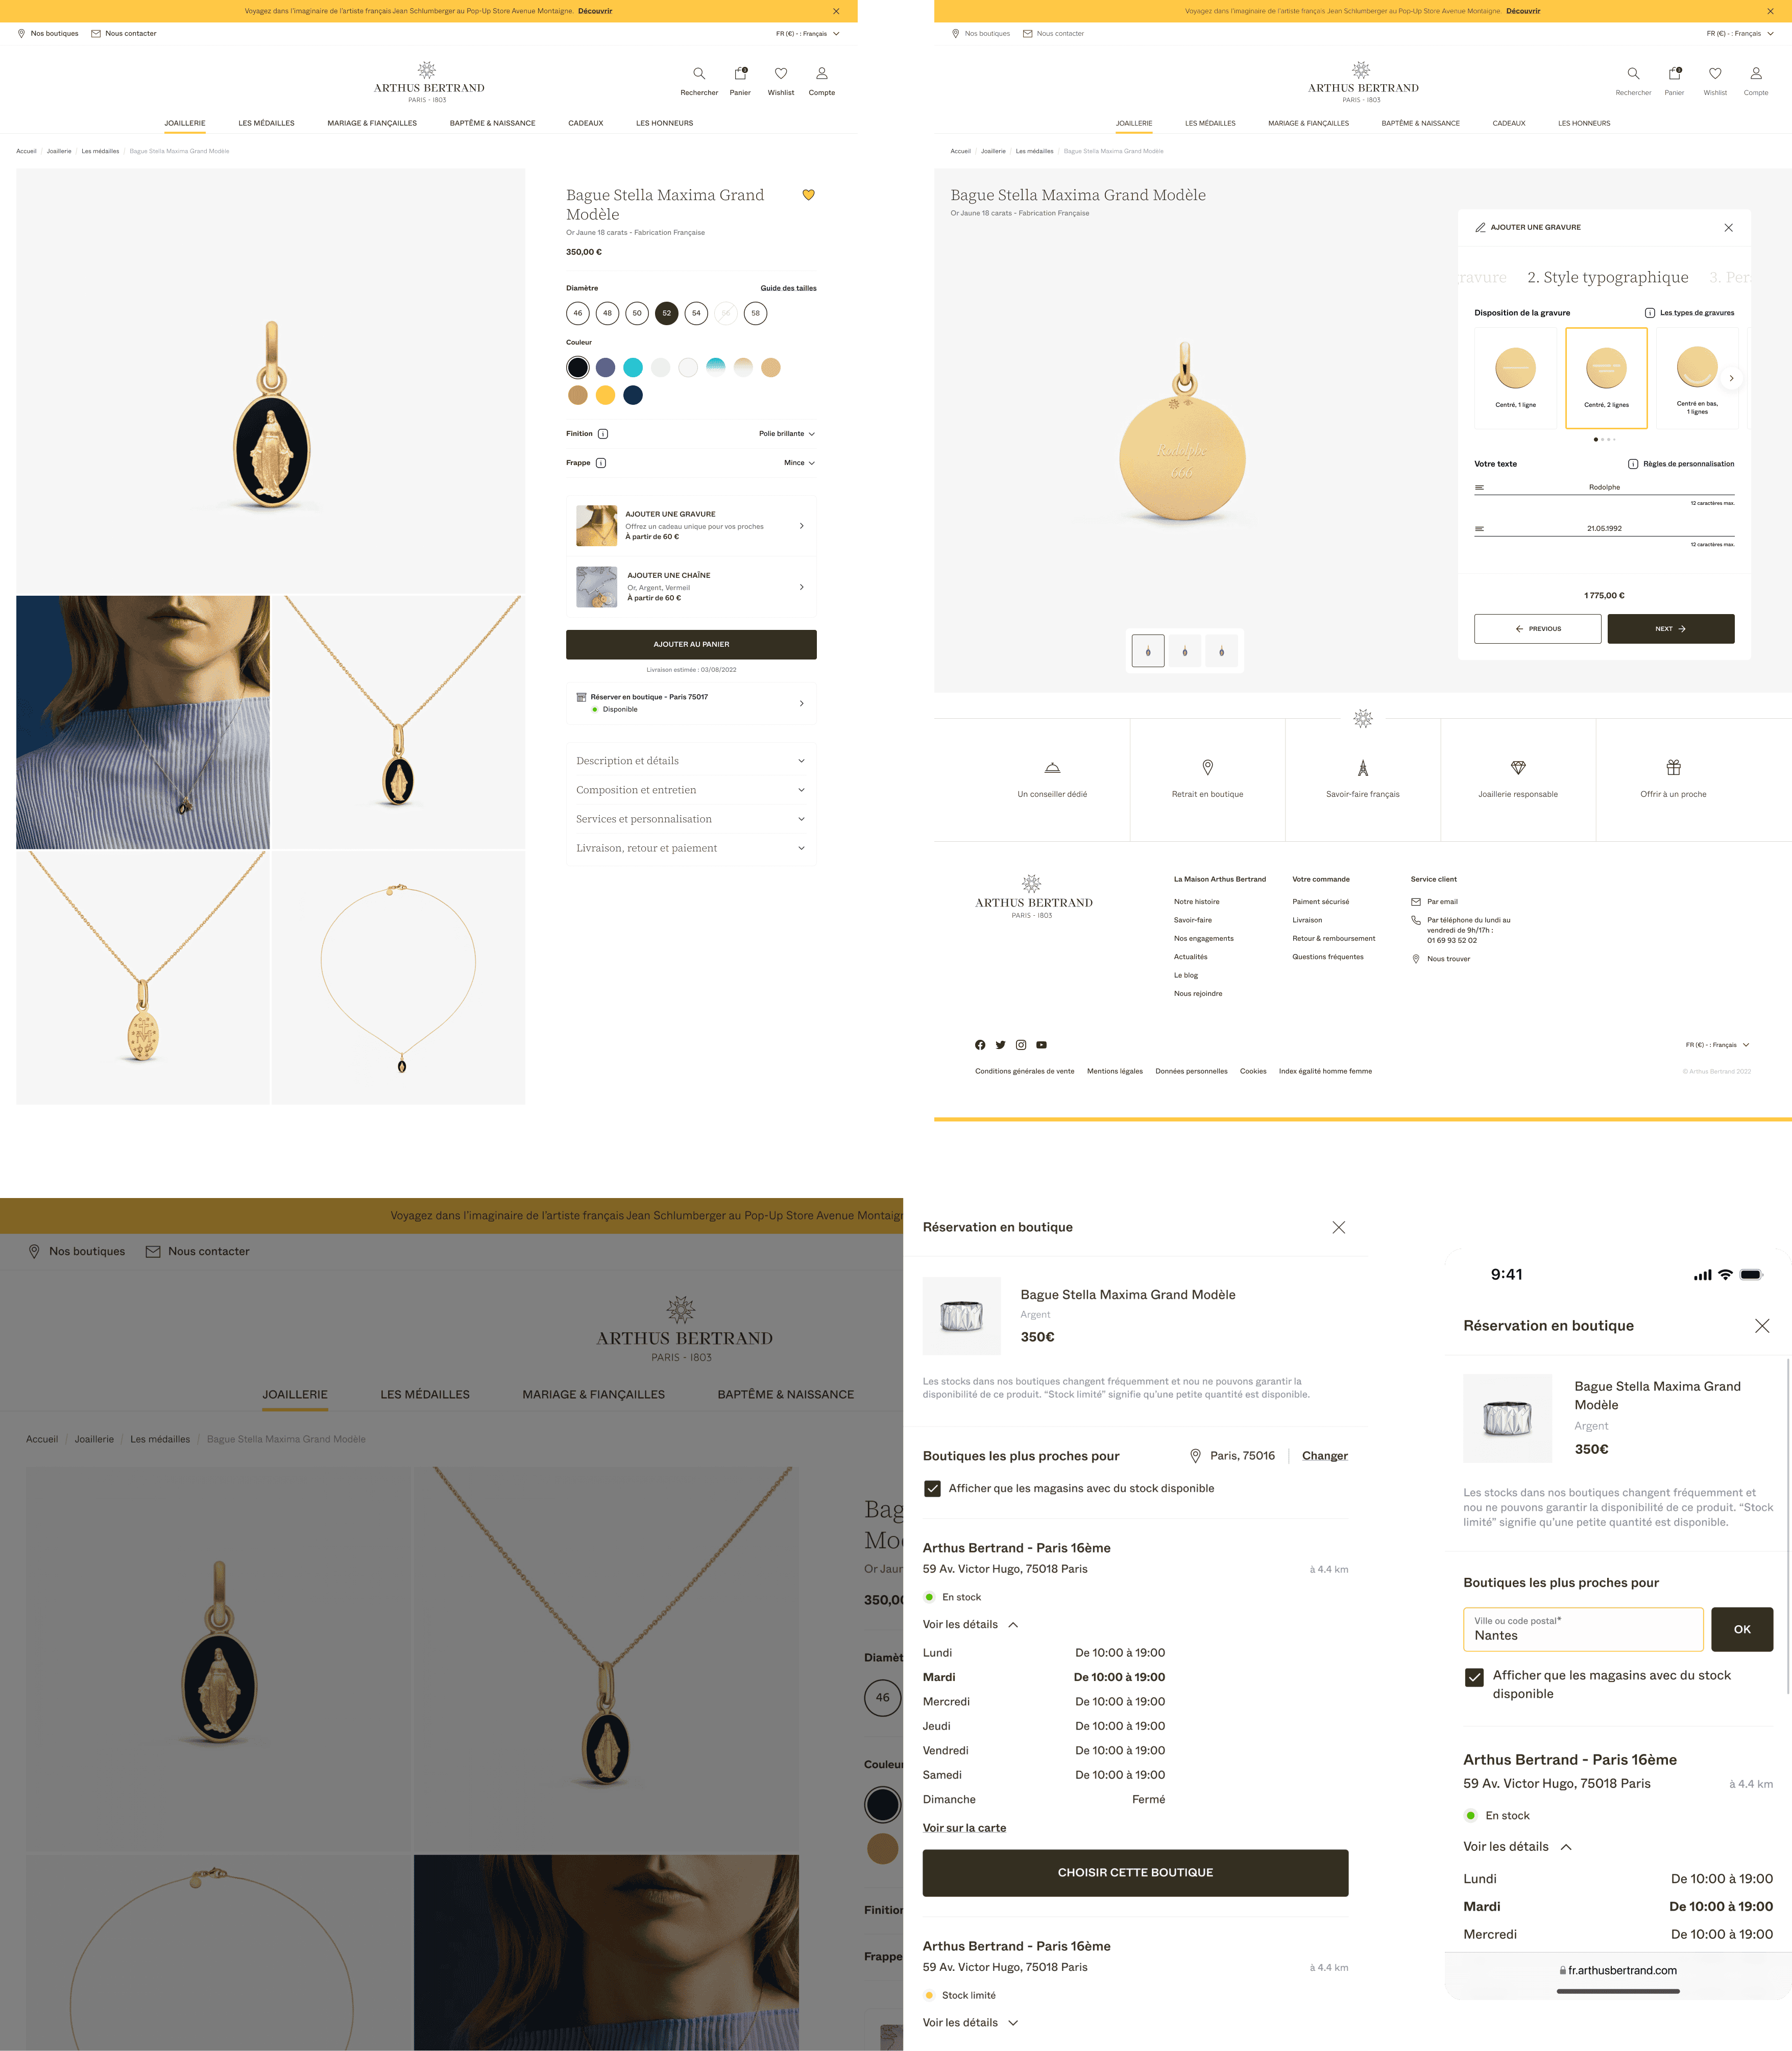 Voyagez dans l'imaginaire de l'artiste français Jean Schlumberger au Pop-Up Store Avenue Montaigne. Découvrir
Nos boutiques
Nous contacter
FR (€) - : Français
ARTHUS BERTRAND
PARIS - 1803
Rechercher
Panier
Wishlist
Compte
JOAILLERIE
LES MÉDAILLES
MARIAGE & FIANÇAILLES
BAPTÊME & NAISSANCE
CADEAUX
LES HONNEURS
Accueil / Joaillerie / Les médailles / Bague Stella Maxima Grand Modèle
Bague Stella Maxima Grand
Modèle
Or Jaune 18 carats - Fabrication Française
350,00 €
Diamètre
Guide des tailles
46
48
50
52
54
58
Couleur
Finition
Polie brillante
Frappe
Mince
AJOUTER UNE GRAVURE
Offrez un cadeau unique pour vos proches
À partir de 60 €
AJOUTER UNE CHAÎNE
Or, Argent, Vermeil
À partir de 60 €
AJOUTER AU PANIER
Livraison estimée : 03/08/2022
Réserver en boutique - Paris 75017
Disponible
Description et détails
Composition et entretien
Services et personnalisation
Livraison, retour et paiement
Voyagez dans l'imaginaire de l'artiste français Jean Schlumberger au Pop-Up Store Avenue Montaigne. Découvrir
Nos boutiques
Nous contacter
FR (€) - : Français
ARTHUS BERTRAND
PARIS - 1803
Rechercher
Panier
Wishlist
Compte
JOAILLERIE
LES MÉDAILLES
MARIAGE & FIANÇAILLES
BAPTÊME & NAISSANCE
CADEAUX
LES HONNEURS
Accueil / Joaillerie / Les médailles / Bague Stella Maxima Grand Modèle
Bague Stella Maxima Grand Modèle
Or Jaune 18 carats - Fabrication Française
Rodolphe
666
AJOUTER UNE GRAVURE
ravure
2. Style typographique
3. Per
Disposition de la gravure
Les types de gravures
Centré, 1 ligne
Centré, 2 lignes
Centré en bas,
1 lignes
Votre texte
Règles de personnalisation
Rodolphe
12 caractères max.
21.05.1992
12 caractères max.
1 775,00 €
PREVIOUS
NEXT
Un conseiller dédié
Retrait en boutique
Savoir-faire français
Joaillerie responsable
Offrir à un proche
ARTHUS BERTRAND
PARIS - 1803
La Maison Arthus Bertrand
Notre histoire
Savoir-faire
Nos engagements
Actualités
Le blog
Nous rejoindre
Votre commande
Paiment sécurisé
Livraison
Retour & remboursement
Questions fréquentes
Service client
Par email
Par téléphone du lundi au
vendredi de 9h/17h :
01 69 93 52 02
Nous trouver
FR (€) - : Français
Conditions générales de vente
Mentions légales
Données personnelles
Cookies
Index égalité homme femme
© Arthus Bertrand 2022
Voyagez dans l'imaginaire de l'artiste français Jean Schlumberger au Pop-Up Store Avenue Montaign
Nos boutiques
Nous contacter
ARTHUS BERTRAND
PARIS - 1803
JOAILLERIE
LES MÉDAILLES
MARIAGE & FIANÇAILLES
BAPTÊME & NAISSANCE
Accueil / Joaillerie / Les médailles / Bague Stella Maxima Grand Modèle
Bag
Mod
Or Jaun
350,00
Diamèt
46
Couleur
Finition
Frappe
Réservation en boutique
Bague Stella Maxima Grand Modèle
Argent
350€
Les stocks dans nos boutiques changent fréquemment et nou ne pouvons garantir la
disponibilité de ce produit. “Stock limité” signifie qu'une petite quantité est disponible.
Boutiques les plus proches pour
Paris, 75016
Changer
Afficher que les magasins avec du stock disponible
Arthus Bertrand - Paris 16ème
59 Av. Victor Hugo, 75018 Paris
à 4.4 km
En stock
Voir les détails
Lundi De 10:00 à 19:00
Mardi De 10:00 à 19:00
Mercredi De 10:00 à 19:00
Jeudi De 10:00 à 19:00
Vendredi De 10:00 à 19:00
Samedi De 10:00 à 19:00
Dimanche Fermé
Voir sur la carte
CHOISIR CETTE BOUTIQUE
Arthus Bertrand - Paris 16ème
59 Av. Victor Hugo, 75018 Paris
à 4.4 km
Stock limité
Voir les détails
9:41
Réservation en boutique
Bague Stella Maxima Grand
Modèle
Argent
350€
Les stocks dans nos boutiques changent fréquemment et
nou ne pouvons garantir la disponibilité de ce produit. “Stock
limité” signifie qu'une petite quantité est disponible.
Boutiques les plus proches pour
Ville ou code postal*
Nantes
OK
Afficher que les magasins avec du stock
disponible
Arthus Bertrand - Paris 16ème
59 Av. Victor Hugo, 75018 Paris
à 4.4 km
En stock
Voir les détails
Lundi De 10:00 à 19:00
Mardi De 10:00 à 19:00
Mercredi De 10:00 à 19:00
fr.arthusbertrand.com